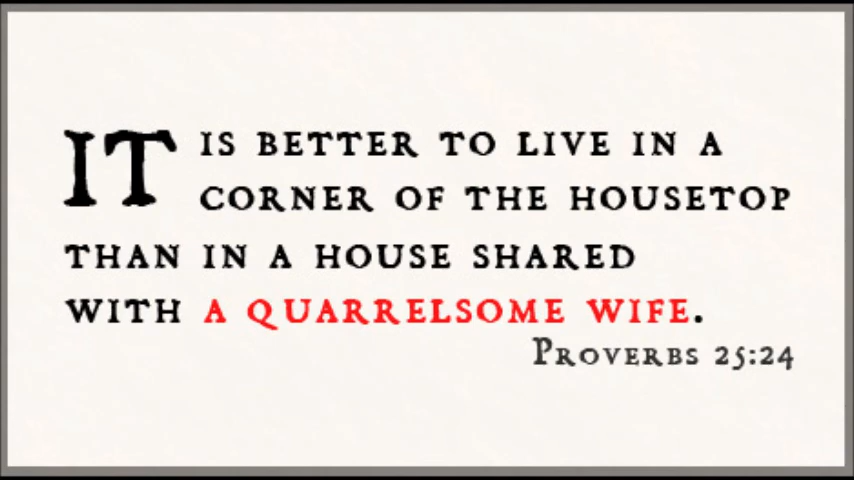 IT IS BETTER TO LIVE IN A
CORNER OF THE HOUSETOP
THAN IN A HOUSE SHARED
WITH A QUARRELSOME WIFE.
PROVERBS 25:24